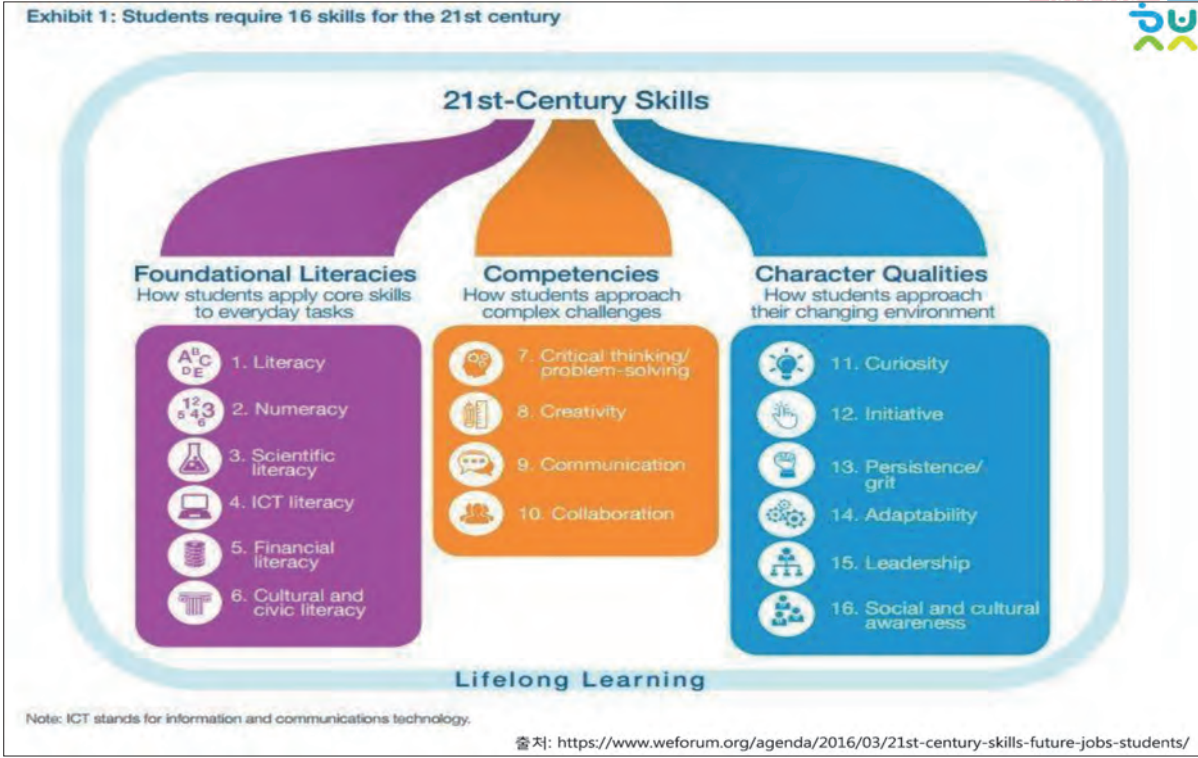 Exhibit 1: Students require 16 skills for the 21st century
21st-Century Skills
Foundational Literacies
How students apply core skills
to everyday tasks
1. Literacy
2. Numeracy
3. Scientific
literacy
4. ICT literacy
5. Financial
literacy
6. Cultural and
civic literacy
Competencies
How students approach
complex challenges
7. Critical thinking/
problem-solving
8. Creativity
9. Communication
10. Collaboration
Character Qualities
How students approach
their changing environment
11. Curiosity
12. Initiative
13. Persistence/
grit
14. Adaptability
15. Leadership
16. Social and cultural
awareness
Lifelong Learning
Note: ICT stands for information and communications technology.
출처: https://www.weforum.org/agenda/2016/03/21st-century-skills-future-jobs-students/